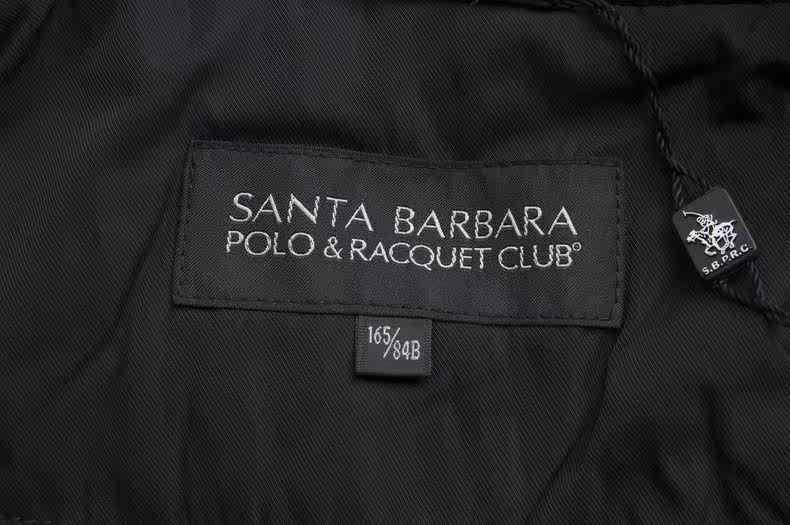 SANTA BARBARA
POLO & RACQUET CLUB®
165/84B
S.B.P.R.C.